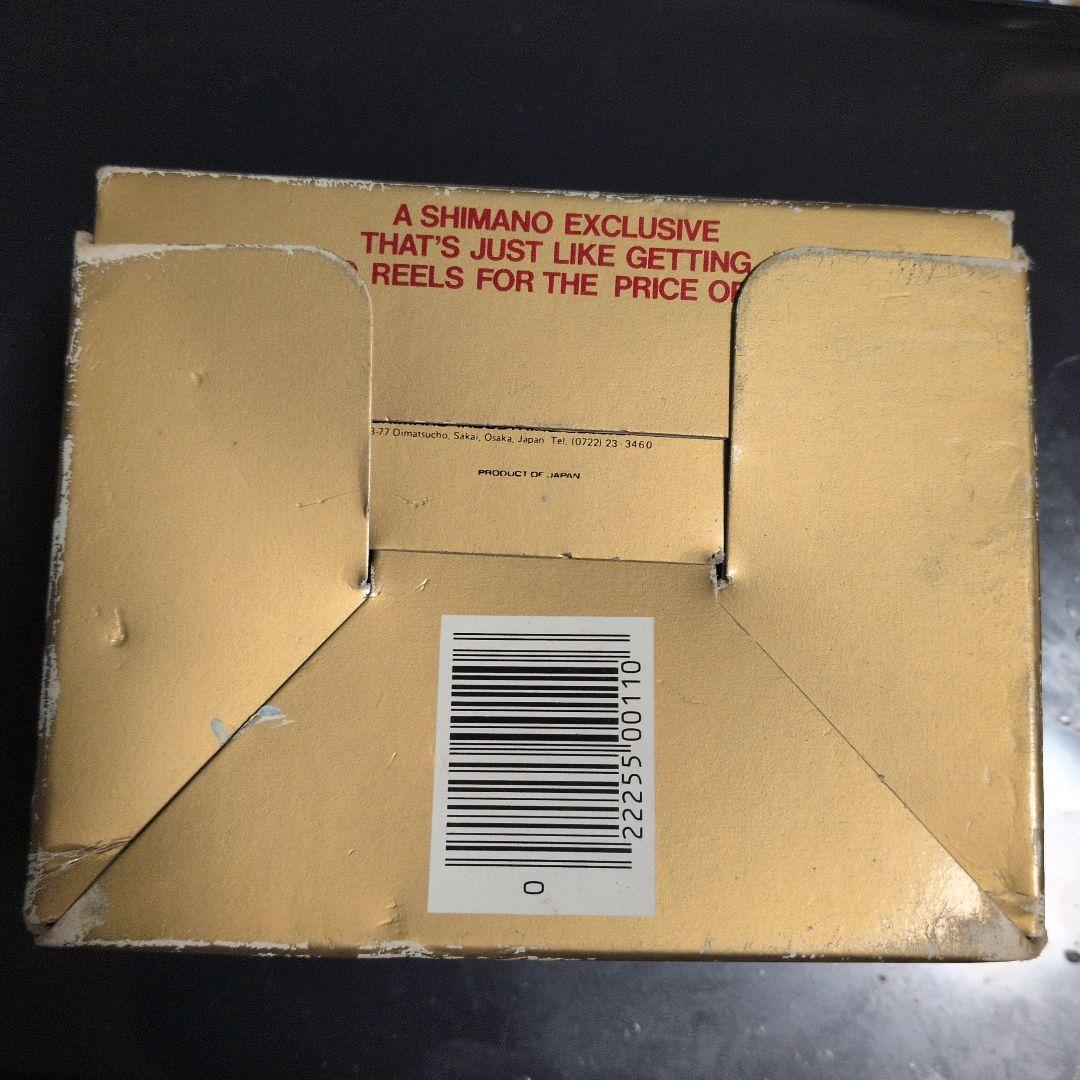 A SHIMANO EXCLUSIVE
THAT'S JUST LIKE GETTING
REELS FOR THE PRICE OF
3-77 Oimatsucho, Sakai, Osaka, Japan Tel. (0722) 23-3460
PRODUCT OF JAPAN
0 22255 00110